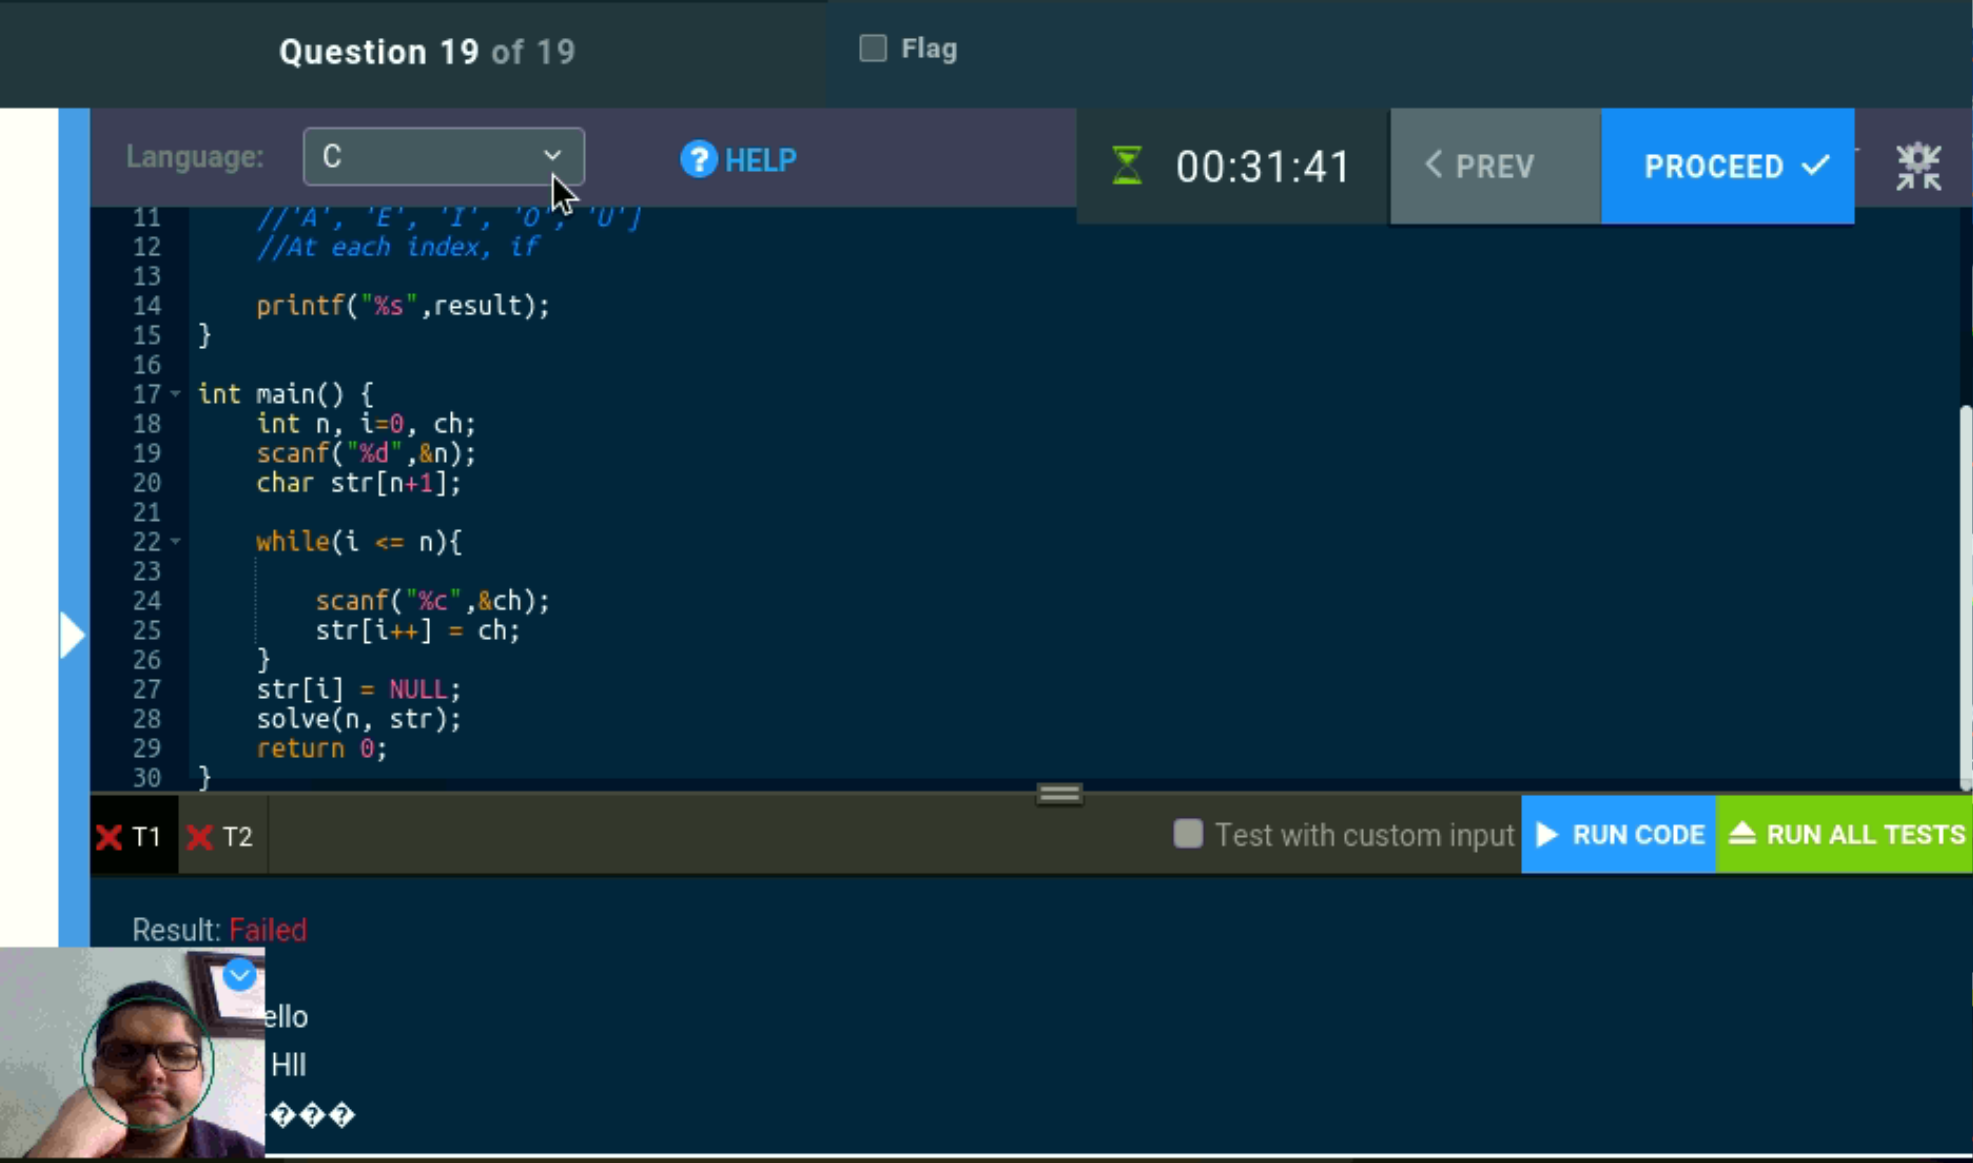 Question 19 of 19
Flag
Language: C
HELP
00:31:41
PREV
PROCEED
11 //'A', 'E', 'I', 'O', 'U']
12 //At each index, if
13
14 printf("%s",result);
15 }
16
17 int main() {
18 int n, i=0, ch;
19 scanf("%d",&n);
20 char str[n+1];
21
22 while(i <= n){
23
24 scanf("%c",&ch);
25 str[i++] = ch;
26 }
27 str[i] = NULL;
28 solve(n, str);
29 return 0;
30 }
T1 T2
Test with custom input
RUN CODE
RUN ALL TESTS
Result: Failed
ello
Hll
���